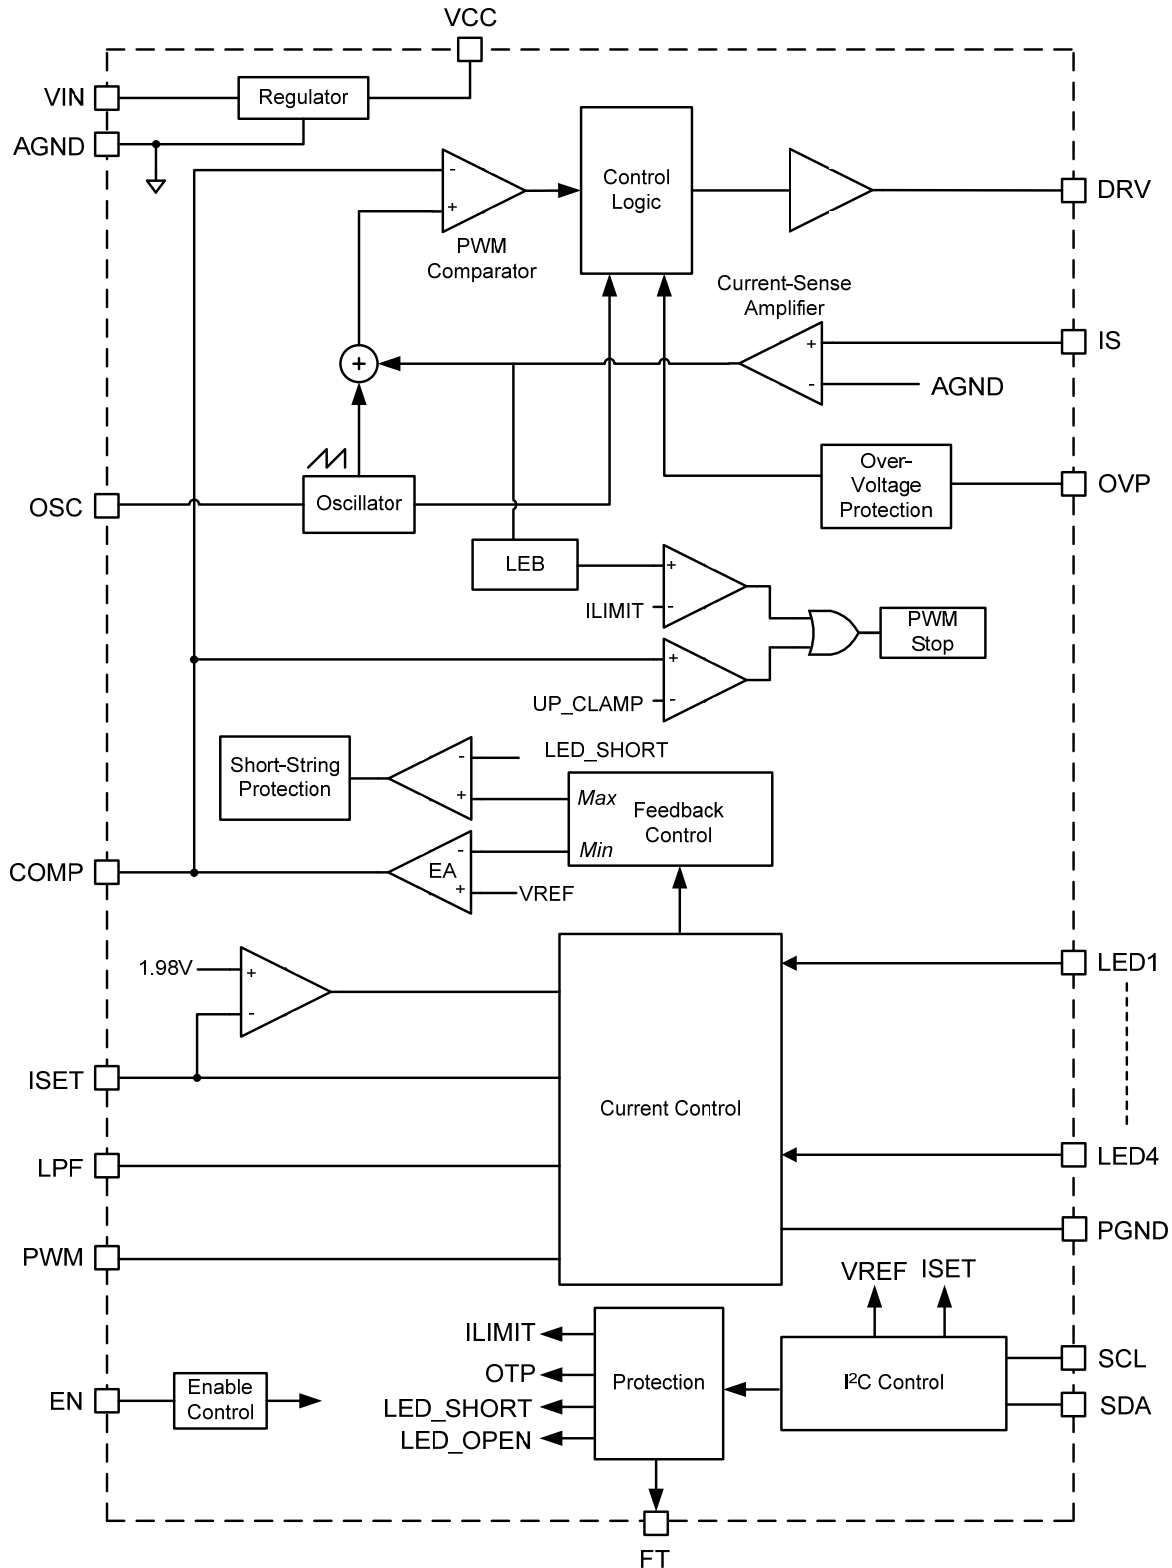 VCC
VIN
Regulator
AGND
-
+
PWM
Comparator
Control
Logic
DRV
Current-Sense
Amplifier
+
-
IS
AGND
+
OSC
Oscillator
Over-
Voltage
Protection
OVP
LEB
+
-
ILIMIT
PWM
Stop
+
-
UP_CLAMP
Short-String
Protection
-
+
LED_SHORT
Max
Min
Feedback
Control
COMP
EA
-
+
VREF
1.98V
+
-
LED1
ISET
Current Control
LPF
LED4
PWM
PGND
VREF
ISET
ILIMIT
OTP
LED_SHORT
LED_OPEN
Protection
I²C Control
SCL
SDA
EN
Enable
Control
FT